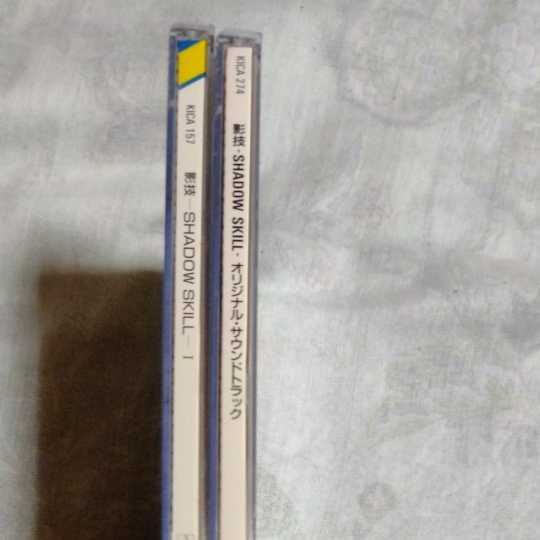 KICA 157
影技—SHADOW SKILL—I
KICA 274
影技・SHADOW SKILL・オリジナル・サウンドトラック